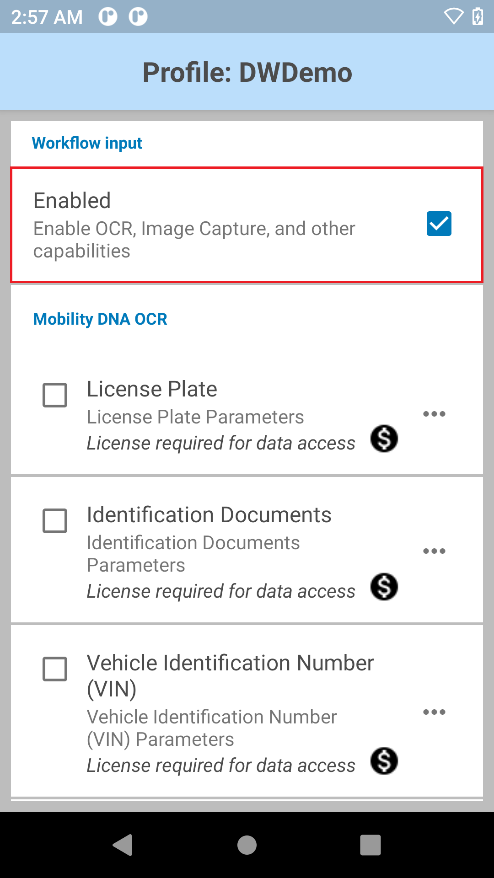 2:57 AM
Profile: DWDemo
Workflow input
Enabled
Enable OCR, Image Capture, and other
capabilities
Mobility DNA OCR
License Plate
License Plate Parameters
License required for data access
Identification Documents
Identification Documents
Parameters
License required for data access
Vehicle Identification Number
(VIN)
Vehicle Identification Number
(VIN) Parameters
License required for data access